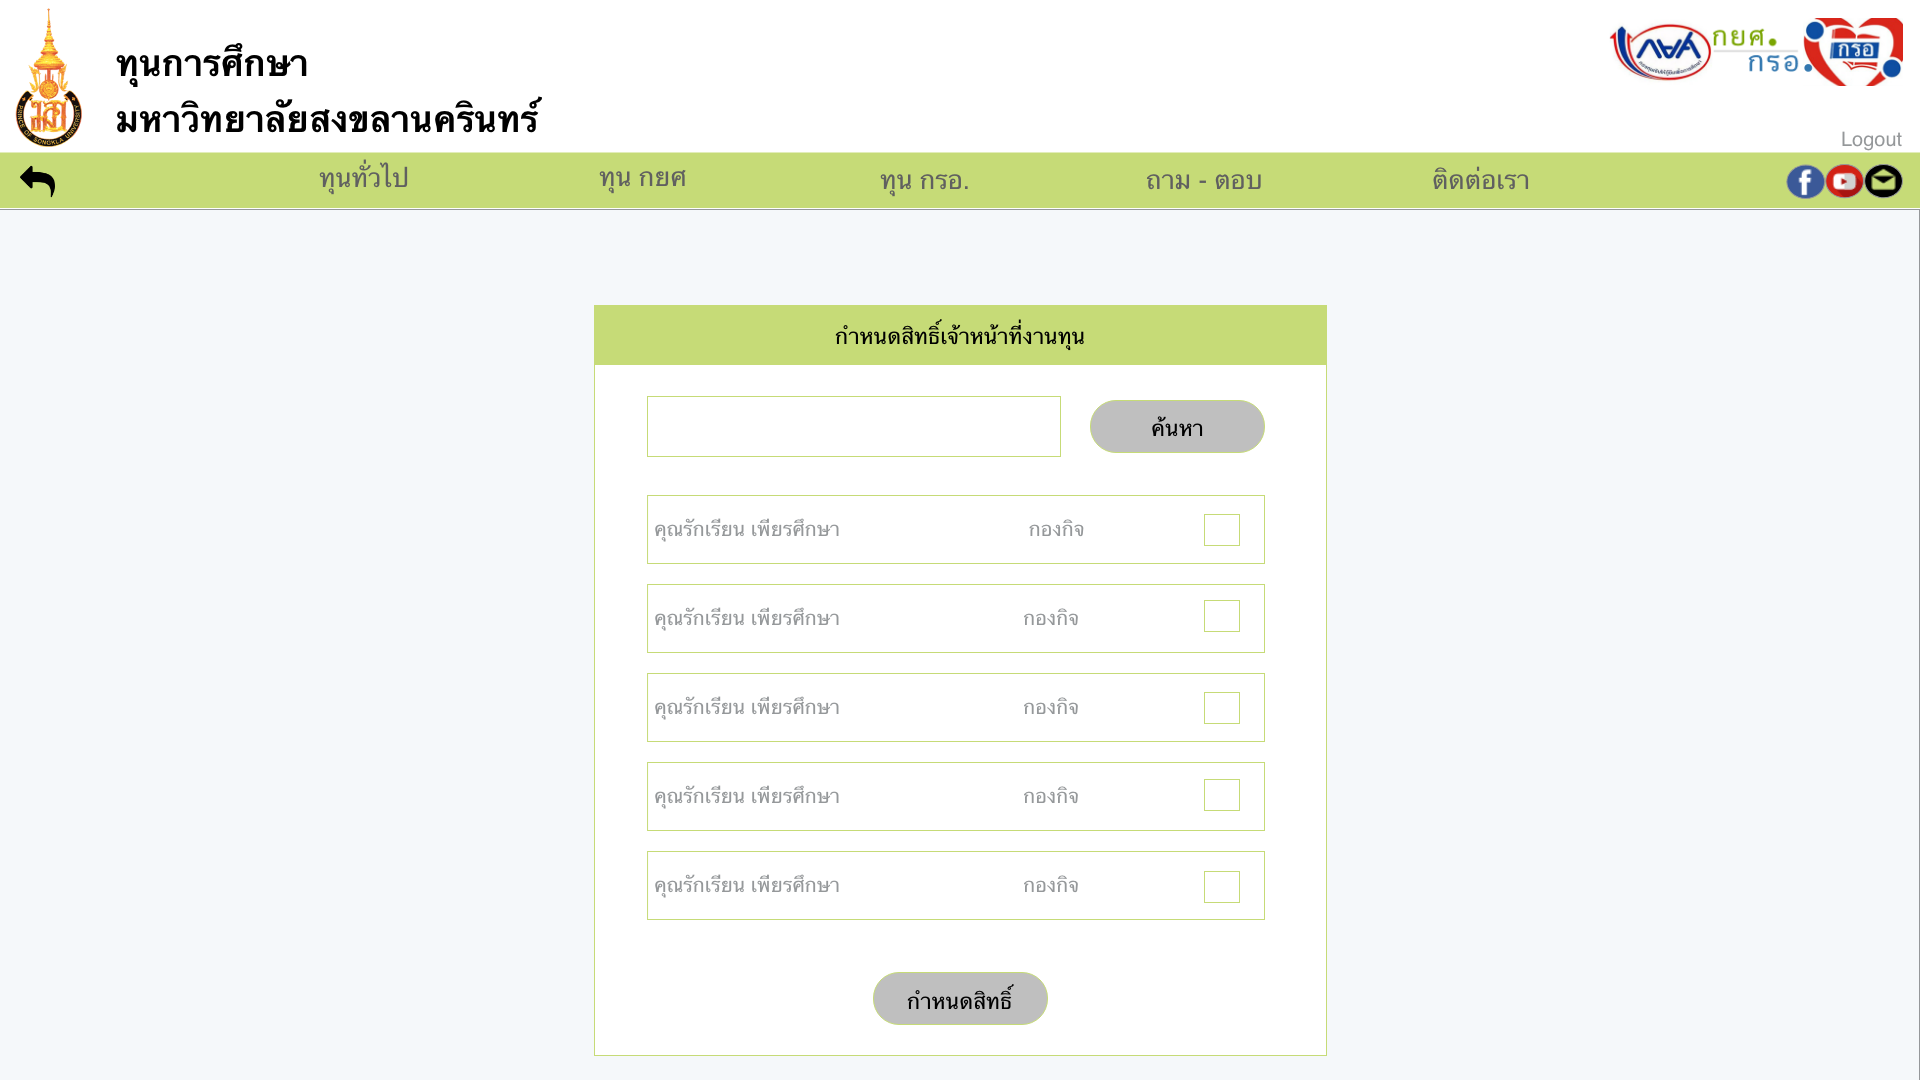 ทุนการศึกษา
มหาวิทยาลัยสงขลานครินทร์
กยศ.
กรอ.
กรอ
Logout
ทุนทั่วไป ทุน กยศ ทุน กรอ. ถาม - ตอบ ติดต่อเรา
กำหนดสิทธิ์เจ้าหน้าที่งานทุน
ค้นหา
คุณรักเรียน เพียรศึกษา กองกิจ
คุณรักเรียน เพียรศึกษา กองกิจ
คุณรักเรียน เพียรศึกษา กองกิจ
คุณรักเรียน เพียรศึกษา กองกิจ
คุณรักเรียน เพียรศึกษา กองกิจ
กำหนดสิทธิ์